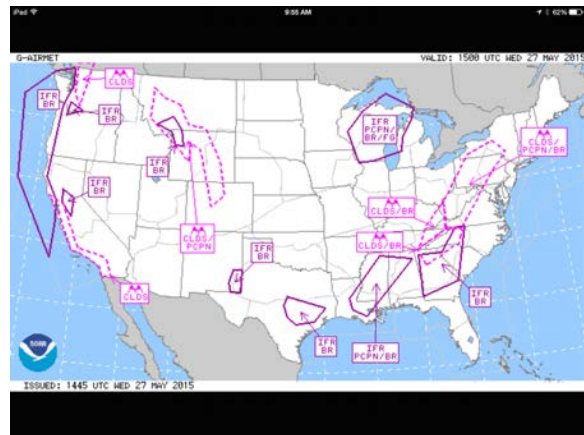 iPad
9:55 AM
62%
G-AIRMET
VALID: 1500 UTC WED 27 MAY 2015
CLDS
IFR
BR
IFR
BR
IFR
PCPN/
BR/FG
CLDS/
PCPN/BR
IFR
BR
IFR
BR
CLDS/BR
CLDS/
PCPN
CLDS/BR
IFR
BR
CLDS
IFR
BR
IFR
BR
IFR
PCPN/BR
NOAA
ISSUED: 1445 UTC WED 27 MAY 2015